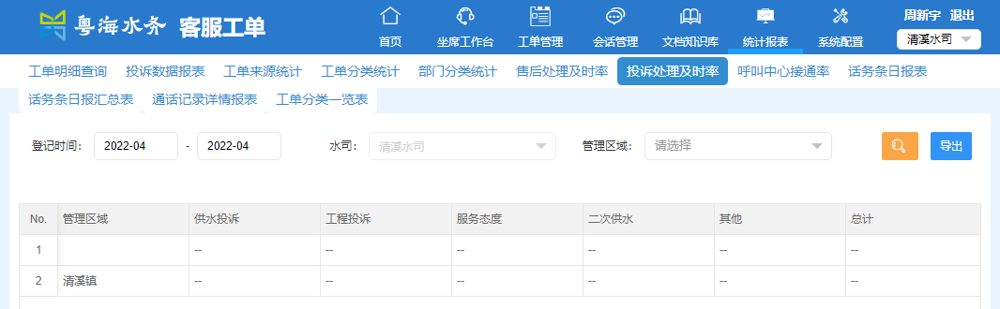 粤海水务 客服工单
首页 坐席工作台 工单管理 会话管理 文档知识库 统计报表 系统配置
周新宇 退出
清溪水司
工单明细查询 投诉数据报表 工单来源统计 工单分类统计 部门分类统计 售后处理及时率 投诉处理及时率 呼叫中心接通率 话务条日报表
话务条日报汇总表 通话记录详情报表 工单分类一览表
登记时间: 2022-04 - 2022-04 水司: 清溪水司 管理区域: 请选择 导出
No. 管理区域 供水投诉 工程投诉 服务态度 二次供水 其他 总计
1 -- -- -- -- -- --
2 清溪镇 -- -- -- -- -- --